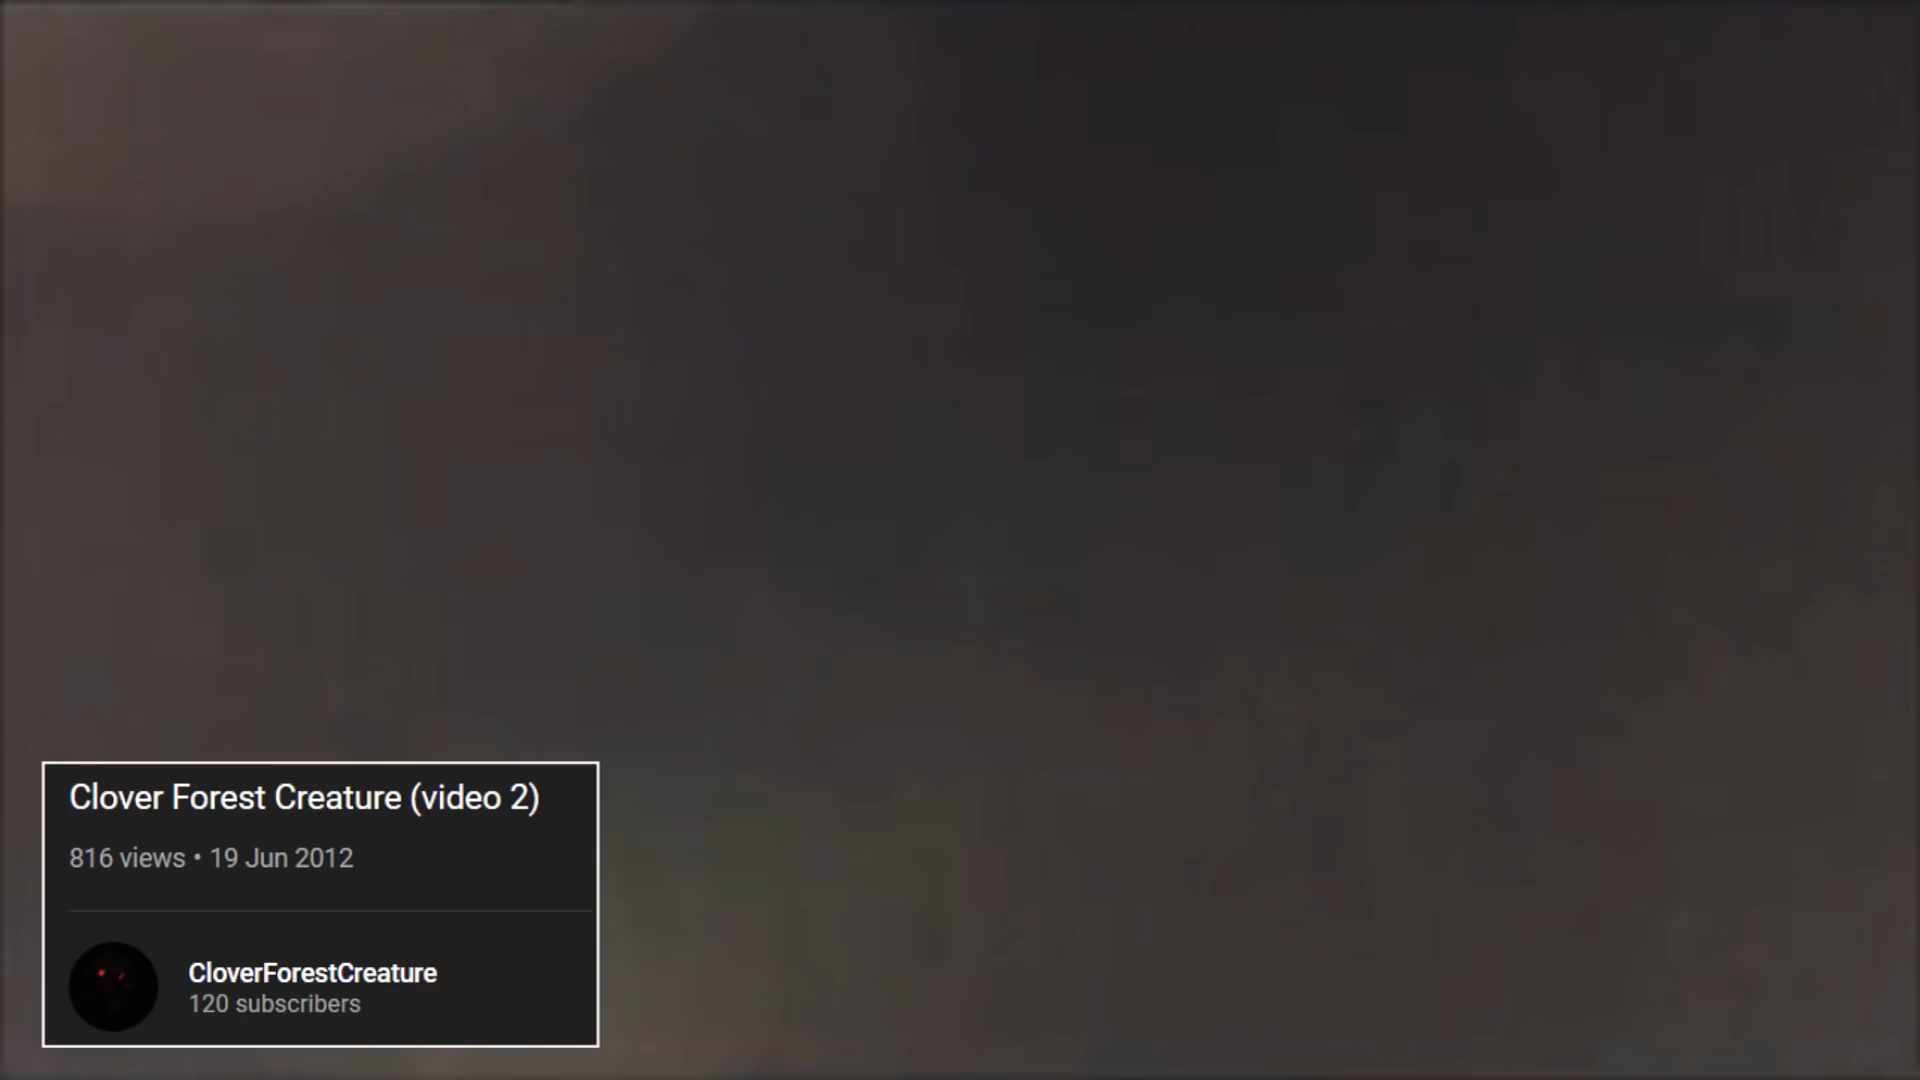 Clover Forest Creature (video 2)
816 views • 19 Jun 2012
CloverForestCreature
120 subscribers